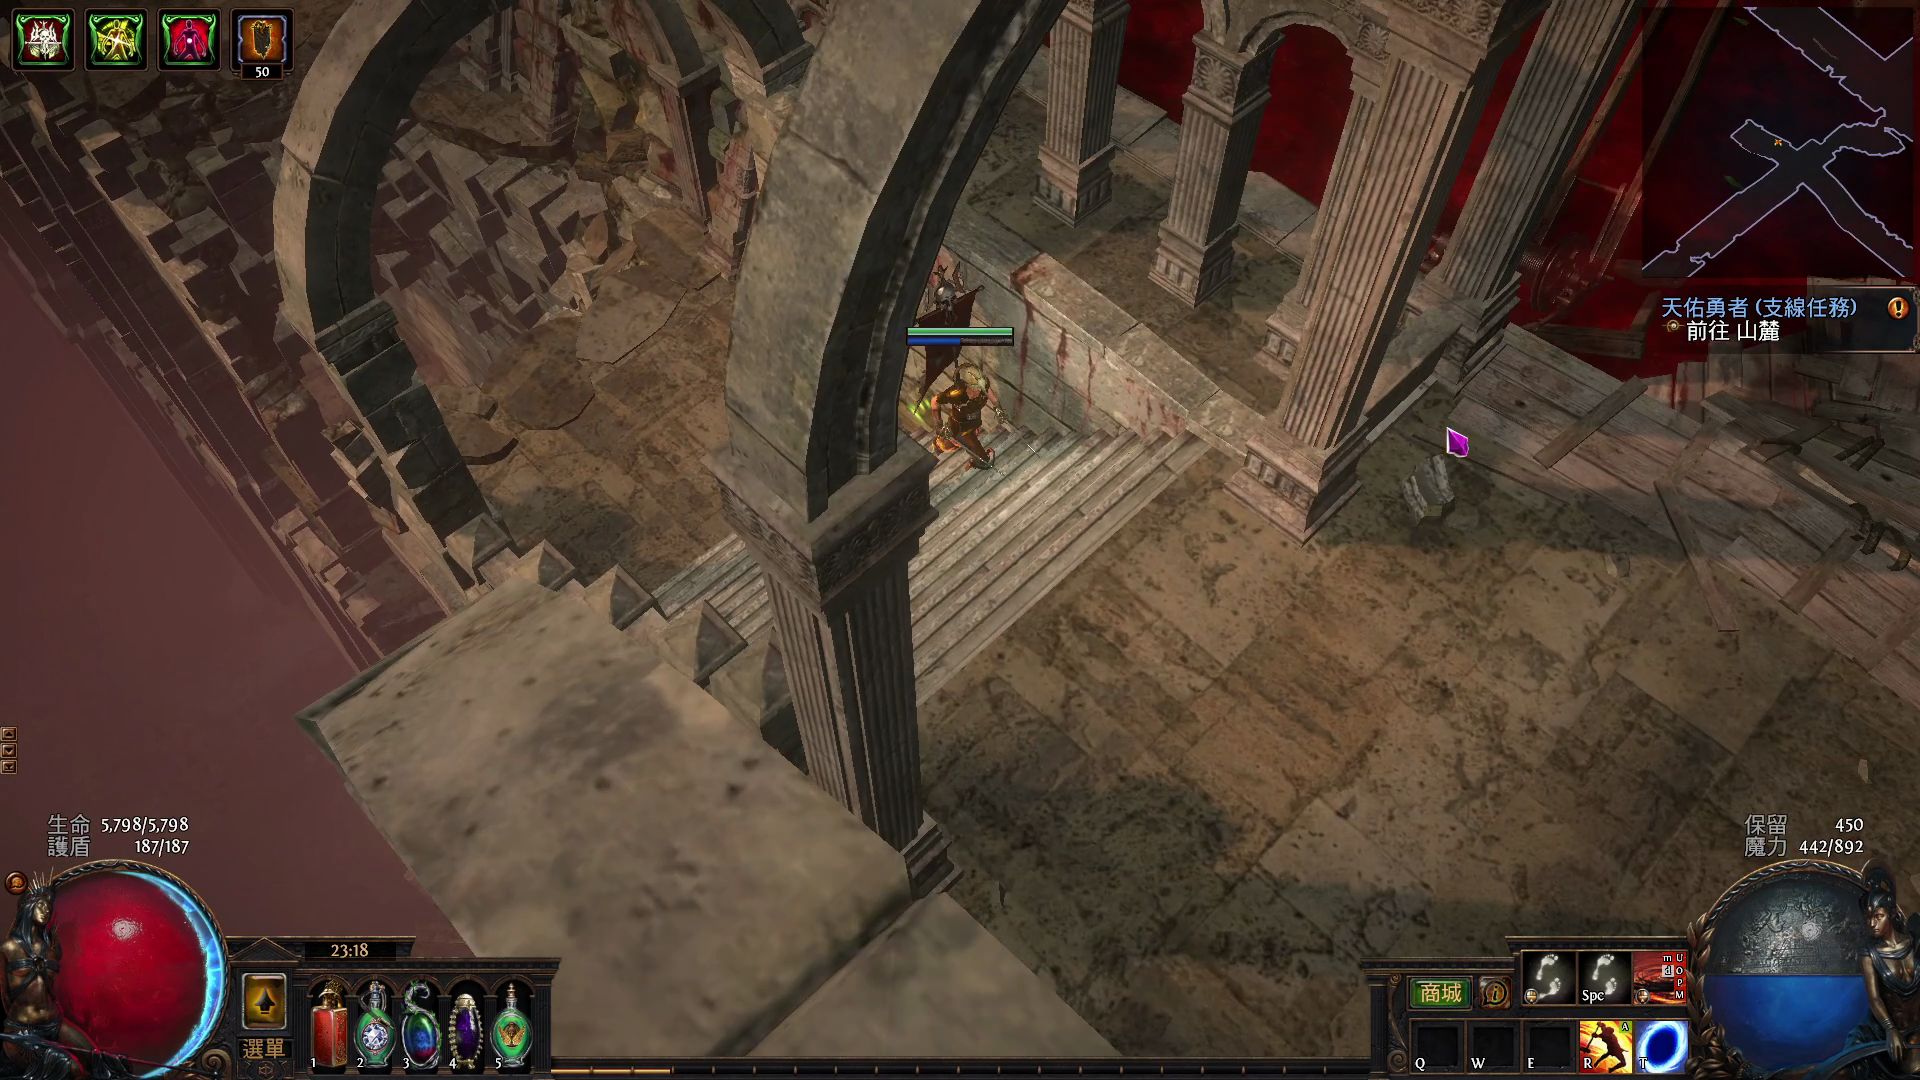 50
天佑勇者 (支線任務)
前往 山麓
生命 5,798/5,798
護盾 187/187
保留 450
魔力 442/892
23:18
選單
1
2
3
4
5
商城
Spc
m U
d O
P
M
Q
W
E
R
A
T